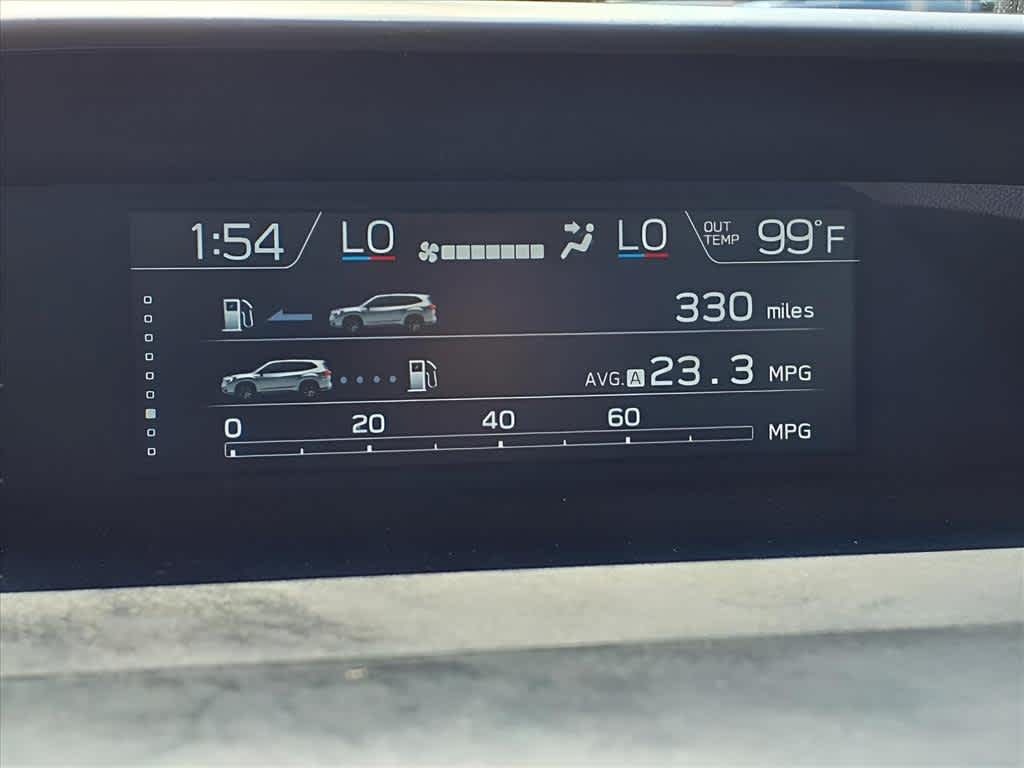 1:54 LO LO OUT TEMP 99°F
330 miles
AVG. A 23.3 MPG
0 20 40 60 MPG